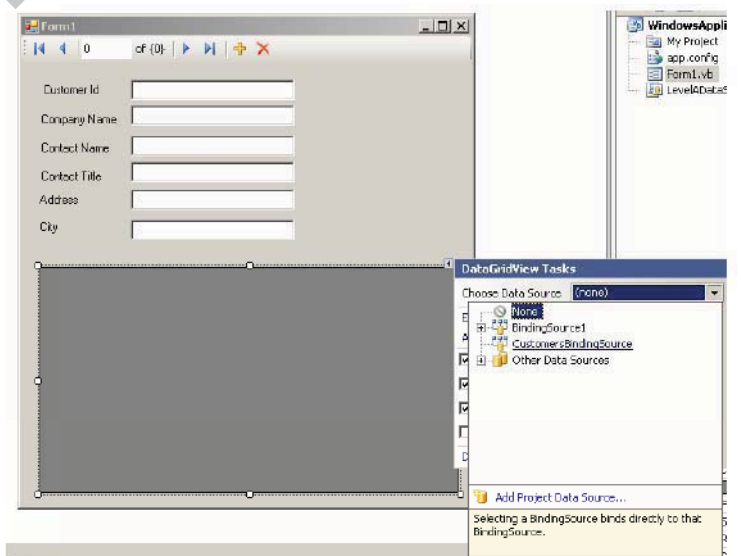 Form1
0 of {0}
Customer Id
Company Name
Contact Name
Contact Title
Address
City
WindowsAppli
My Project
app.config
Form1.vb
LevelADataS
DataGridView Tasks
Choose Data Source (none)
None
BindingSource1
CustomersBindingSource
Other Data Sources
Add Project Data Source...
Selecting a BindingSource binds directly to that
BindingSource.